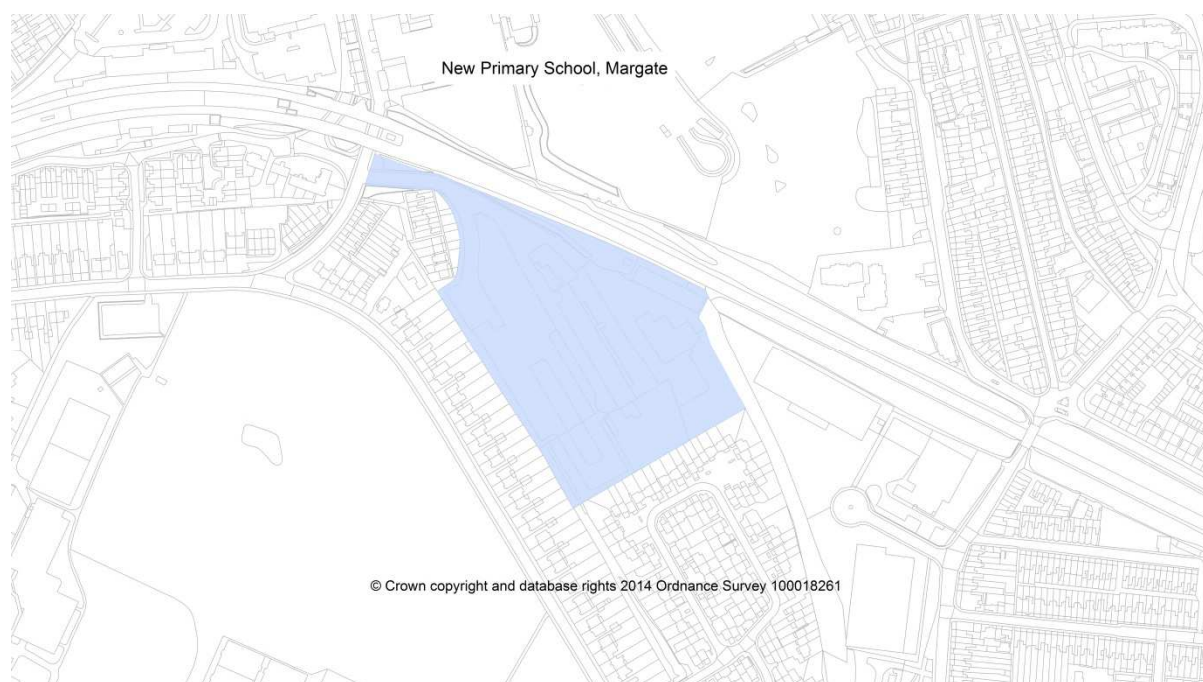 New Primary School, Margate
© Crown copyright and database rights 2014 Ordnance Survey 100018261